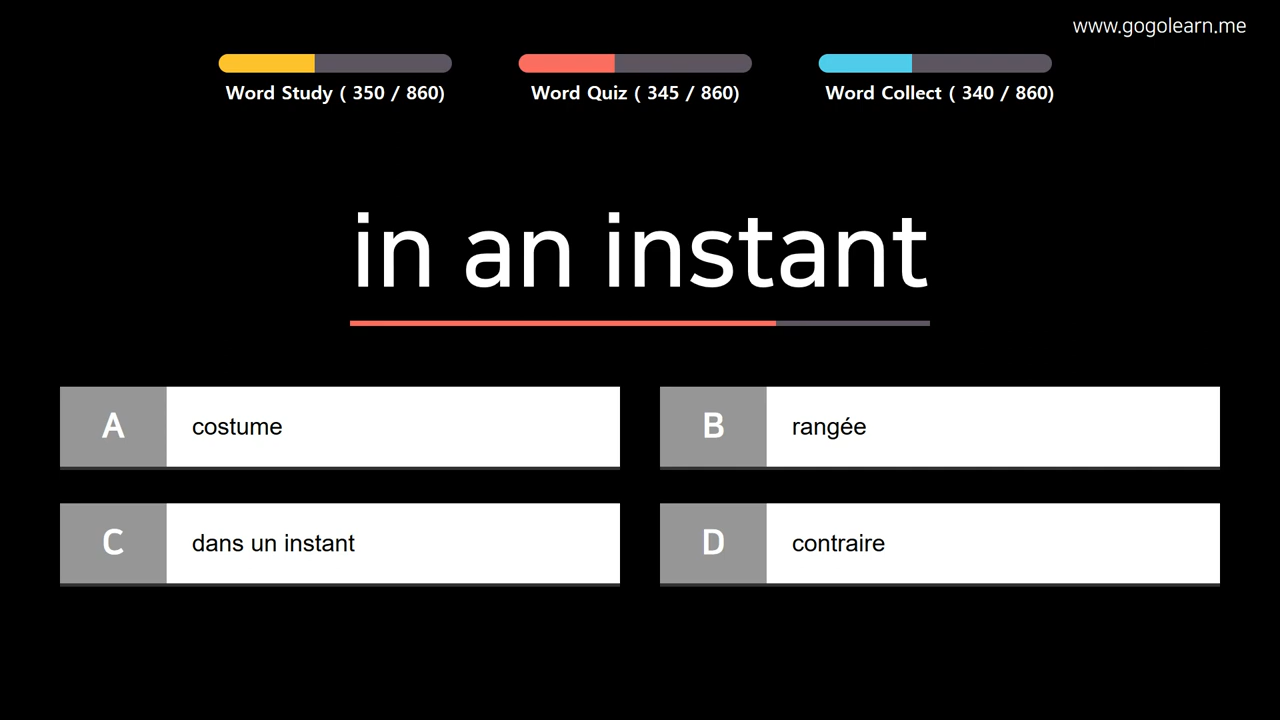 www.gogolearn.me
Word Study ( 350 / 860)
Word Quiz ( 345 / 860)
Word Collect ( 340 / 860)
in an instant
A costume
B rangée
C dans un instant
D contraire